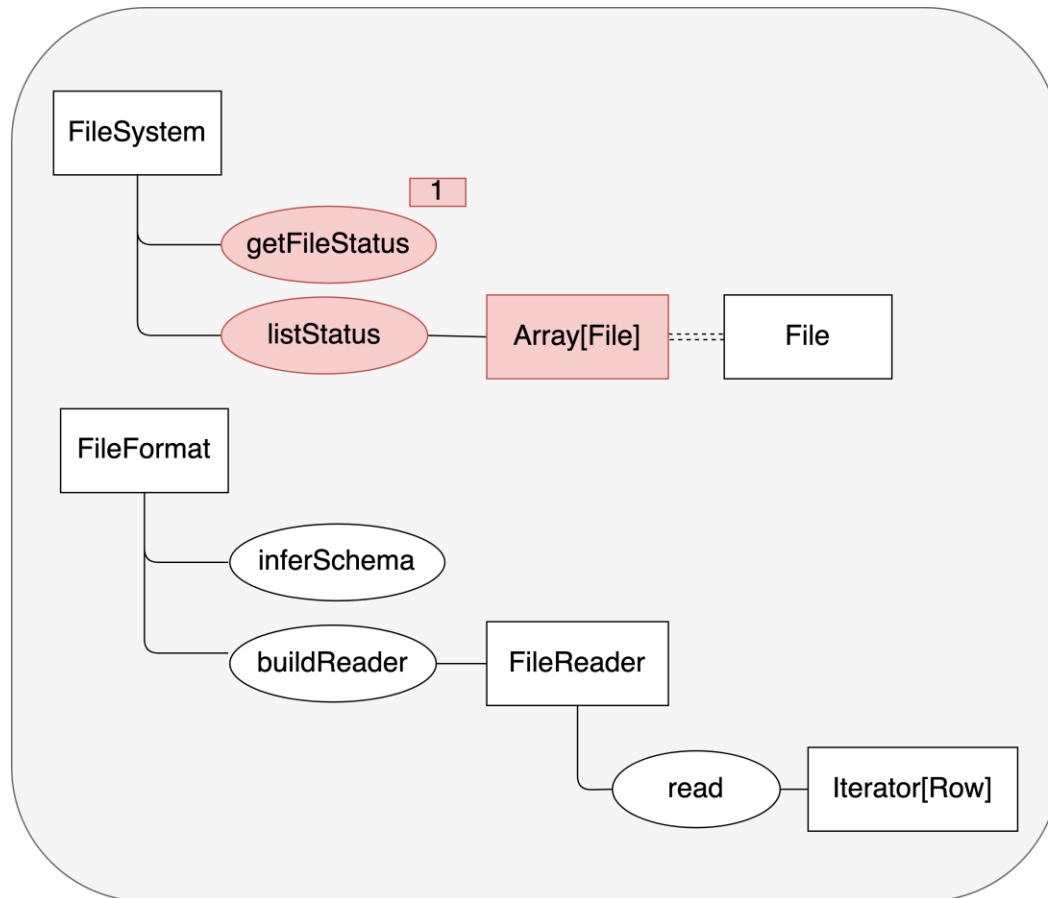 FileSystem
1
getFileStatus
listStatus
Array[File]
File
FileFormat
inferSchema
buildReader
FileReader
read
Iterator[Row]